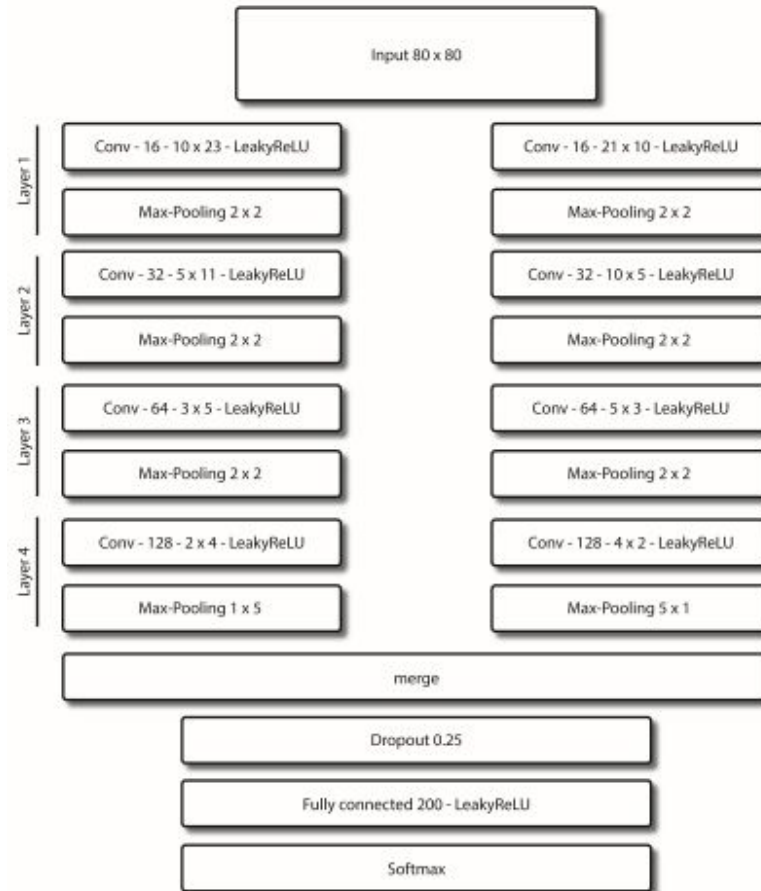 Input 80 x 80
Layer 1
Conv - 16 - 10 x 23 - LeakyReLU
Conv - 16 - 21 x 10 - LeakyReLU
Max-Pooling 2 x 2
Max-Pooling 2 x 2
Layer 2
Conv - 32 - 5 x 11 - LeakyReLU
Conv - 32 - 10 x 5 - LeakyReLU
Max-Pooling 2 x 2
Max-Pooling 2 x 2
Layer 3
Conv - 64 - 3 x 5 - LeakyReLU
Conv - 64 - 5 x 3 - LeakyReLU
Max-Pooling 2 x 2
Max-Pooling 2 x 2
Layer 4
Conv - 128 - 2 x 4 - LeakyReLU
Conv - 128 - 4 x 2 - LeakyReLU
Max-Pooling 1 x 5
Max-Pooling 5 x 1
merge
Dropout 0.25
Fully connected 200 - LeakyReLU
Softmax